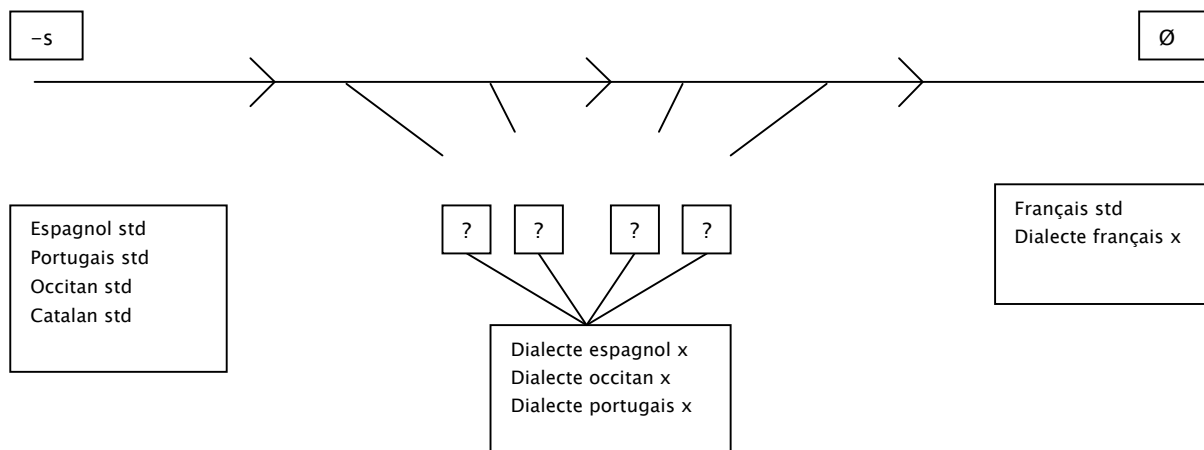 –s
Ø
Espagnol std
Portugais std
Occitan std
Catalan std
? ? ? ?
Français std
Dialecte français x
Dialecte espagnol x
Dialecte occitan x
Dialecte portugais x